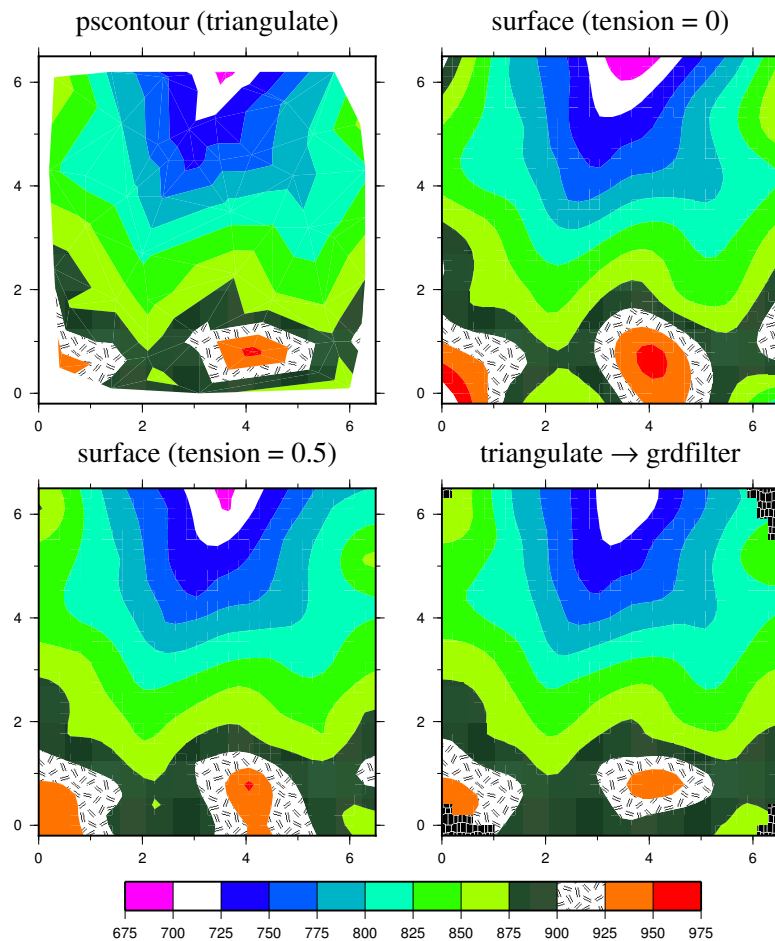 pscontour (triangulate)
surface (tension = 0)
6
4
2
0
0 2 4 6
6
4
2
0
0 2 4 6
surface (tension = 0.5)
triangulate → grdfilter
6
4
2
0
0 2 4 6
6
4
2
0
0 2 4 6
675 700 725 750 775 800 825 850 875 900 925 950 975